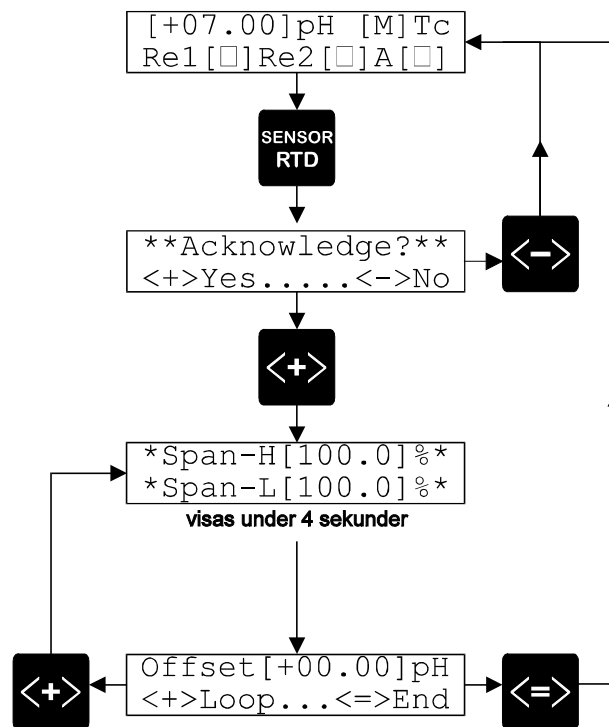 [+07.00]pH [M]Tc
Re1[□]Re2[□]A[□]
SENSOR
RTD
**Acknowledge?**
<+>Yes.....<->No
<->
<+>
*Span-H[100.0]%*
*Span-L[100.0]%*
visas under 4 sekunder
Offset[+00.00]pH
<+>Loop...<=>End
<+>
<=>